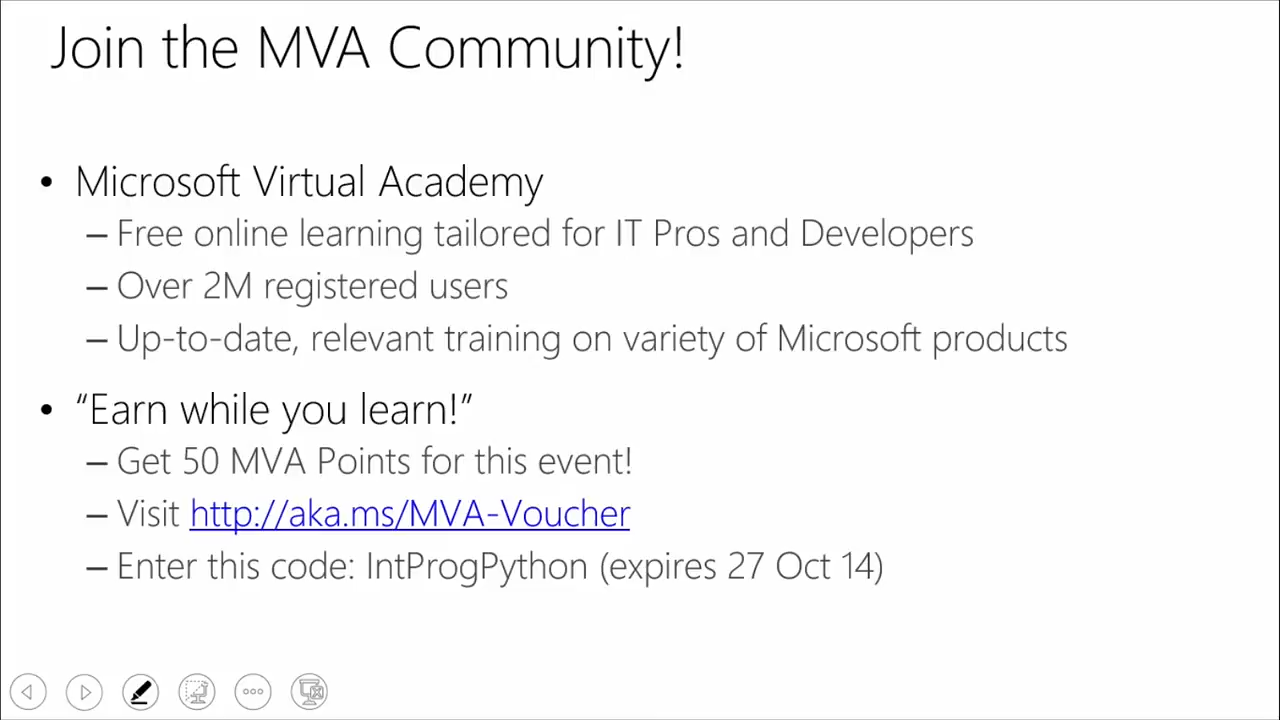 Join the MVA Community!
• Microsoft Virtual Academy
– Free online learning tailored for IT Pros and Developers
– Over 2M registered users
– Up-to-date, relevant training on variety of Microsoft products
• “Earn while you learn!”
– Get 50 MVA Points for this event!
– Visit http://aka.ms/MVA-Voucher
– Enter this code: IntProgPython (expires 27 Oct 14)